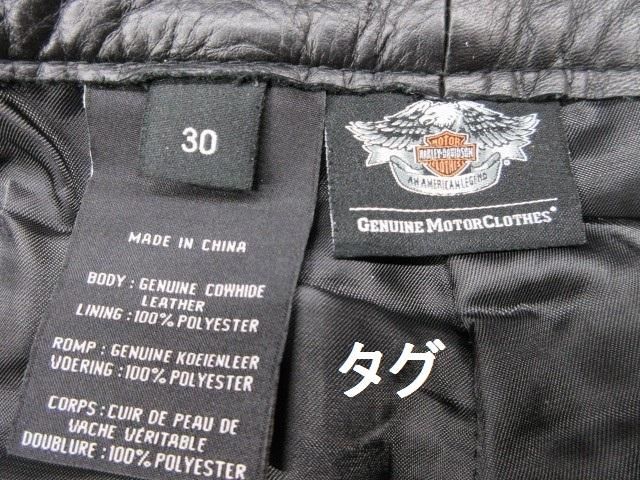 30
MADE IN CHINA
BODY : GENUINE COWHIDE
LEATHER
LINING : 100% POLYESTER
ROMP : GENUINE KOEIENLEER
VOERING : 100% POLYESTER
CORPS : CUIR DE PEAU DE
VACHE VÉRITABLE
DOUBLURE : 100% POLYESTER
MOTOR
HARLEY-DAVIDSON
CLOTHES
AN AMERICAN LEGEND
GENUINE MOTORCLOTHES®
タグ